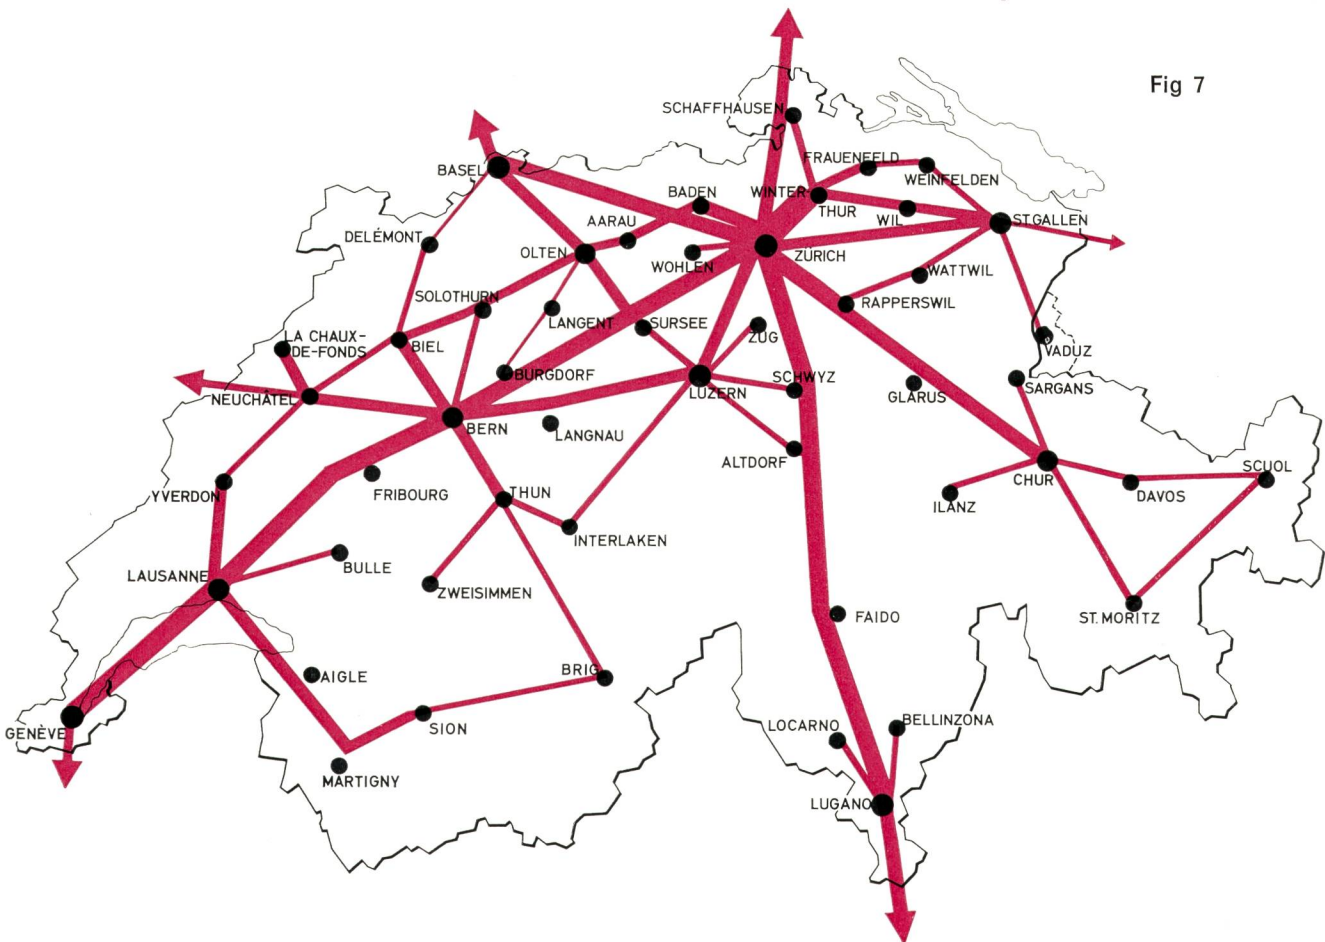 Fig 7
SCHAFFHAUSEN
FRAUENFELD
BASEL
WEINFELDEN
BADEN
WINTER
THUR
AARAU
WIL
ST.GALLEN
DELÉMONT
OLTEN
WOHLEN
ZÜRICH
WATTWIL
SOLOTHURN
RAPPERSWIL
LANGENT
SURSEE
LA CHAUX-
DE-FONDS
BIEL
ZUG
VADUZ
BURGDORF
SCHWYZ
LUZERN
GLARUS
SARGANS
NEUCHÂTEL
BERN
LANGNAU
ALTDORF
SCUOL
FRIBOURG
CHUR
YVERDON
THUN
DAVOS
ILANZ
INTERLAKEN
BULLE
LAUSANNE
ZWEISIMMEN
FAIDO
ST. MORITZ
AIGLE
BRIG
LOCARNO
BELLINZONA
SION
GENÈVE
MARTIGNY
LUGANO